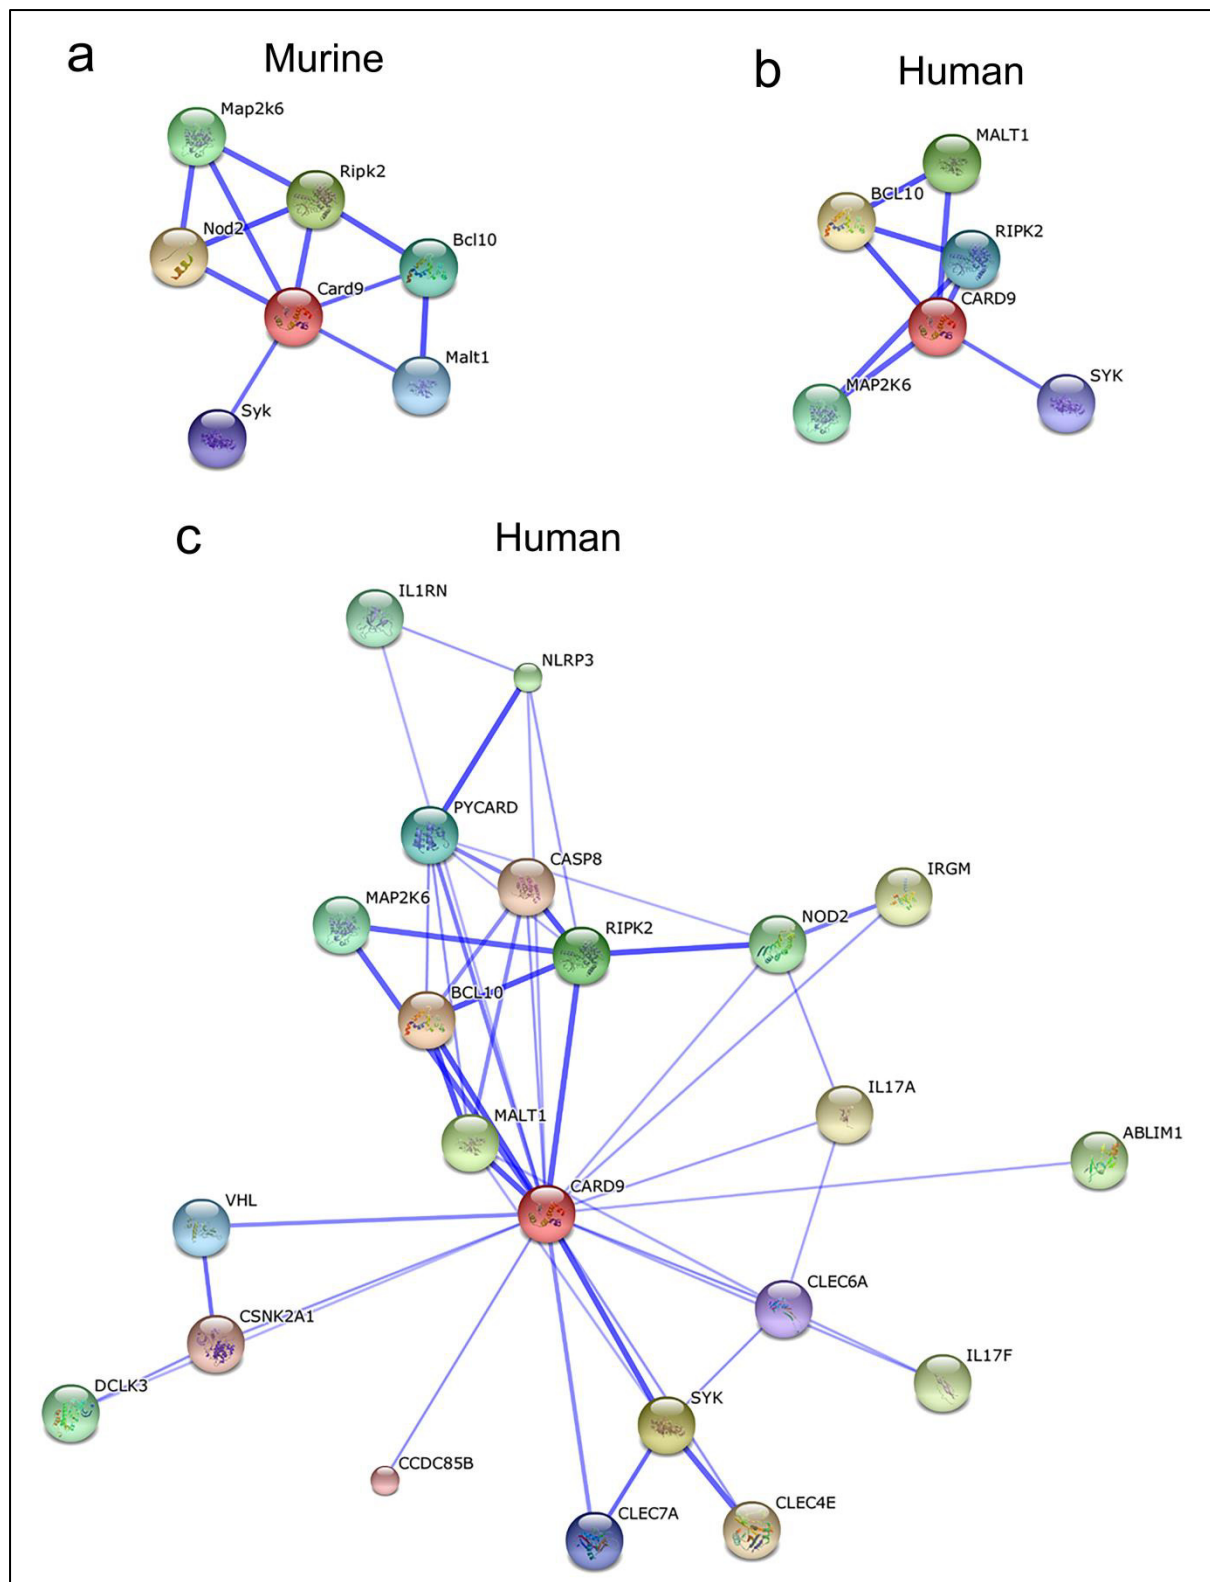 a
Murine
Map2k6
Ripk2
Nod2
Bcl10
Card9
Malt1
Syk
b
Human
MALT1
BCL10
RIPK2
CARD9
MAP2K6
SYK
c
Human
IL1RN
NLRP3
PYCARD
CASP8
IRGM
MAP2K6
NOD2
RIPK2
BCL10
IL17A
MALT1
ABLIM1
CARD9
VHL
CLEC6A
CSNK2A1
IL17F
DCLK3
SYK
CCDC85B
CLEC7A
CLEC4E